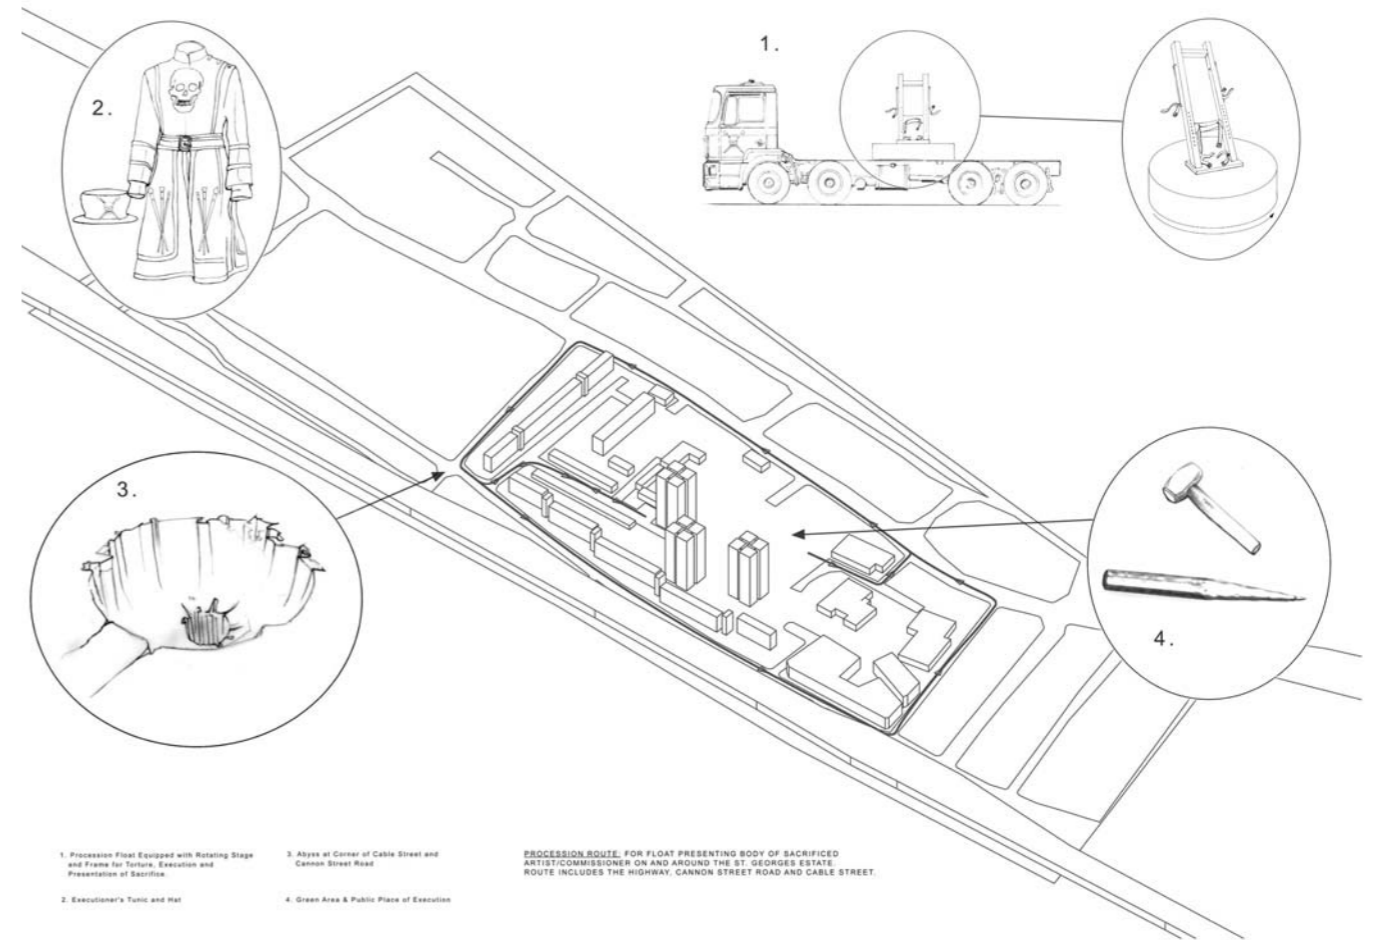 1.
2.
3.
4.
1. Procession Float Equipped with Rotating Stage
and Frame for Torture, Execution and
Presentation of Sacrifice.
2. Executioner's Tunic and Hat
3. Abyss at Corner of Cable Street and
Cannon Street Road
4. Green Area & Public Place of Execution
PROCESSION ROUTE: FOR FLOAT PRESENTING BODY OF SACRIFICED
ARTIST/COMMISSIONER ON AND AROUND THE ST. GEORGES ESTATE.
ROUTE INCLUDES THE HIGHWAY, CANNON STREET ROAD AND CABLE STREET.